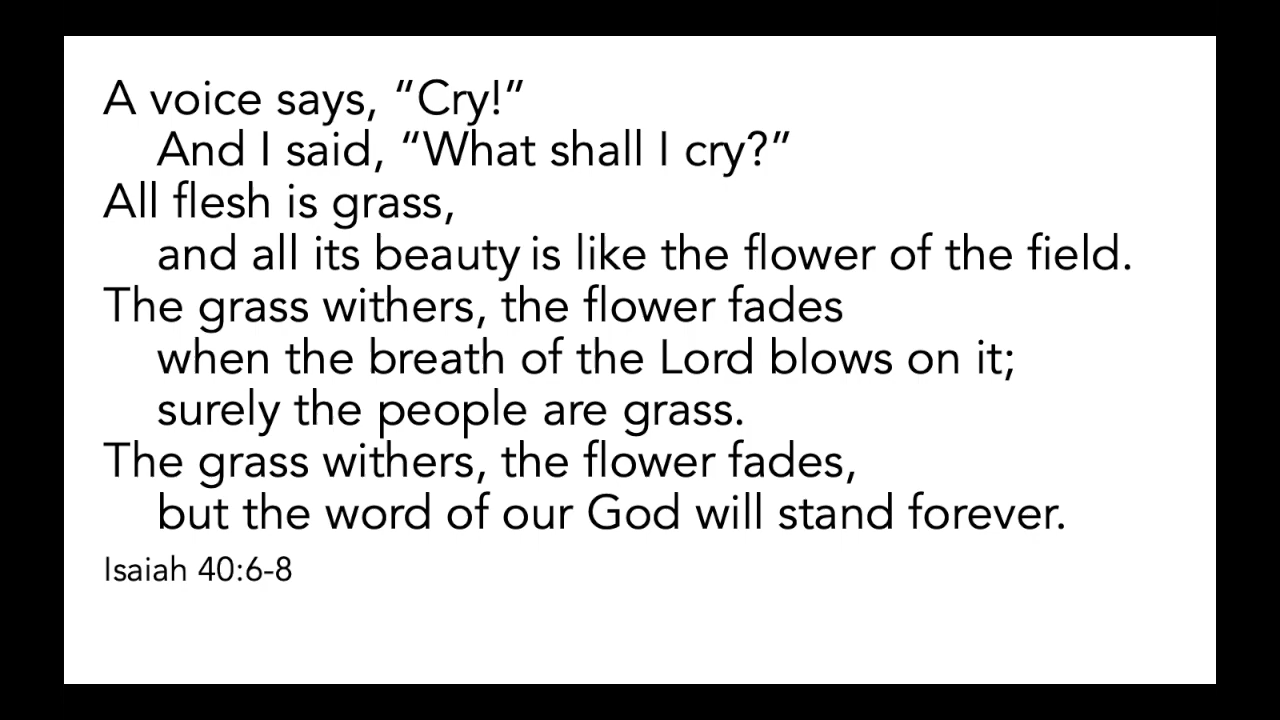 A voice says, “Cry!”
And I said, “What shall I cry?”
All flesh is grass,
and all its beauty is like the flower of the field.
The grass withers, the flower fades
when the breath of the Lord blows on it;
surely the people are grass.
The grass withers, the flower fades,
but the word of our God will stand forever.
Isaiah 40:6-8